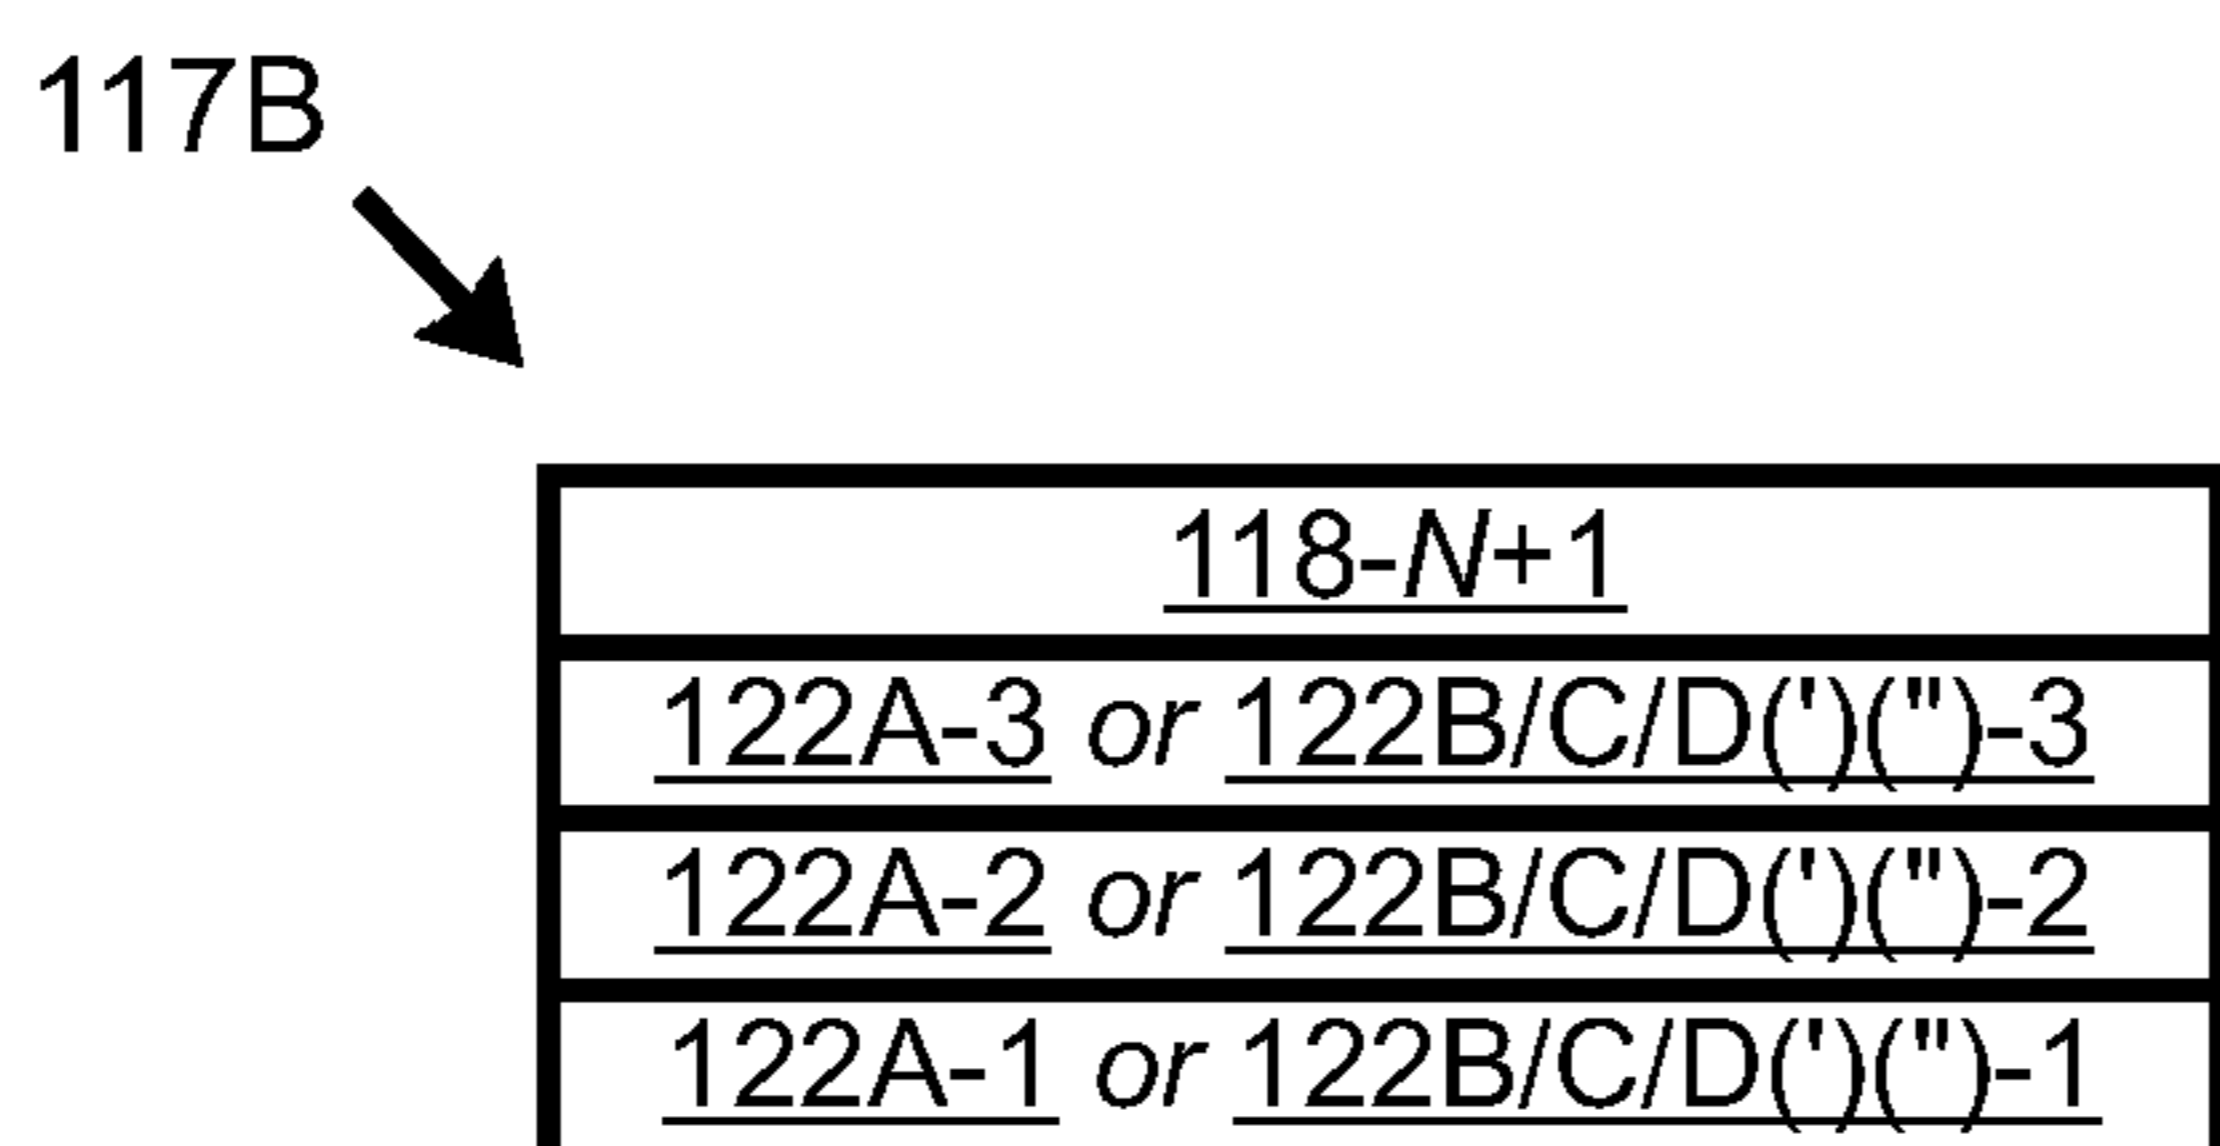 117B
118-N+1
122A-3 or 122B/C/D(')(")-3
122A-2 or 122B/C/D(')(")-2
122A-1 or 122B/C/D(')(")-1